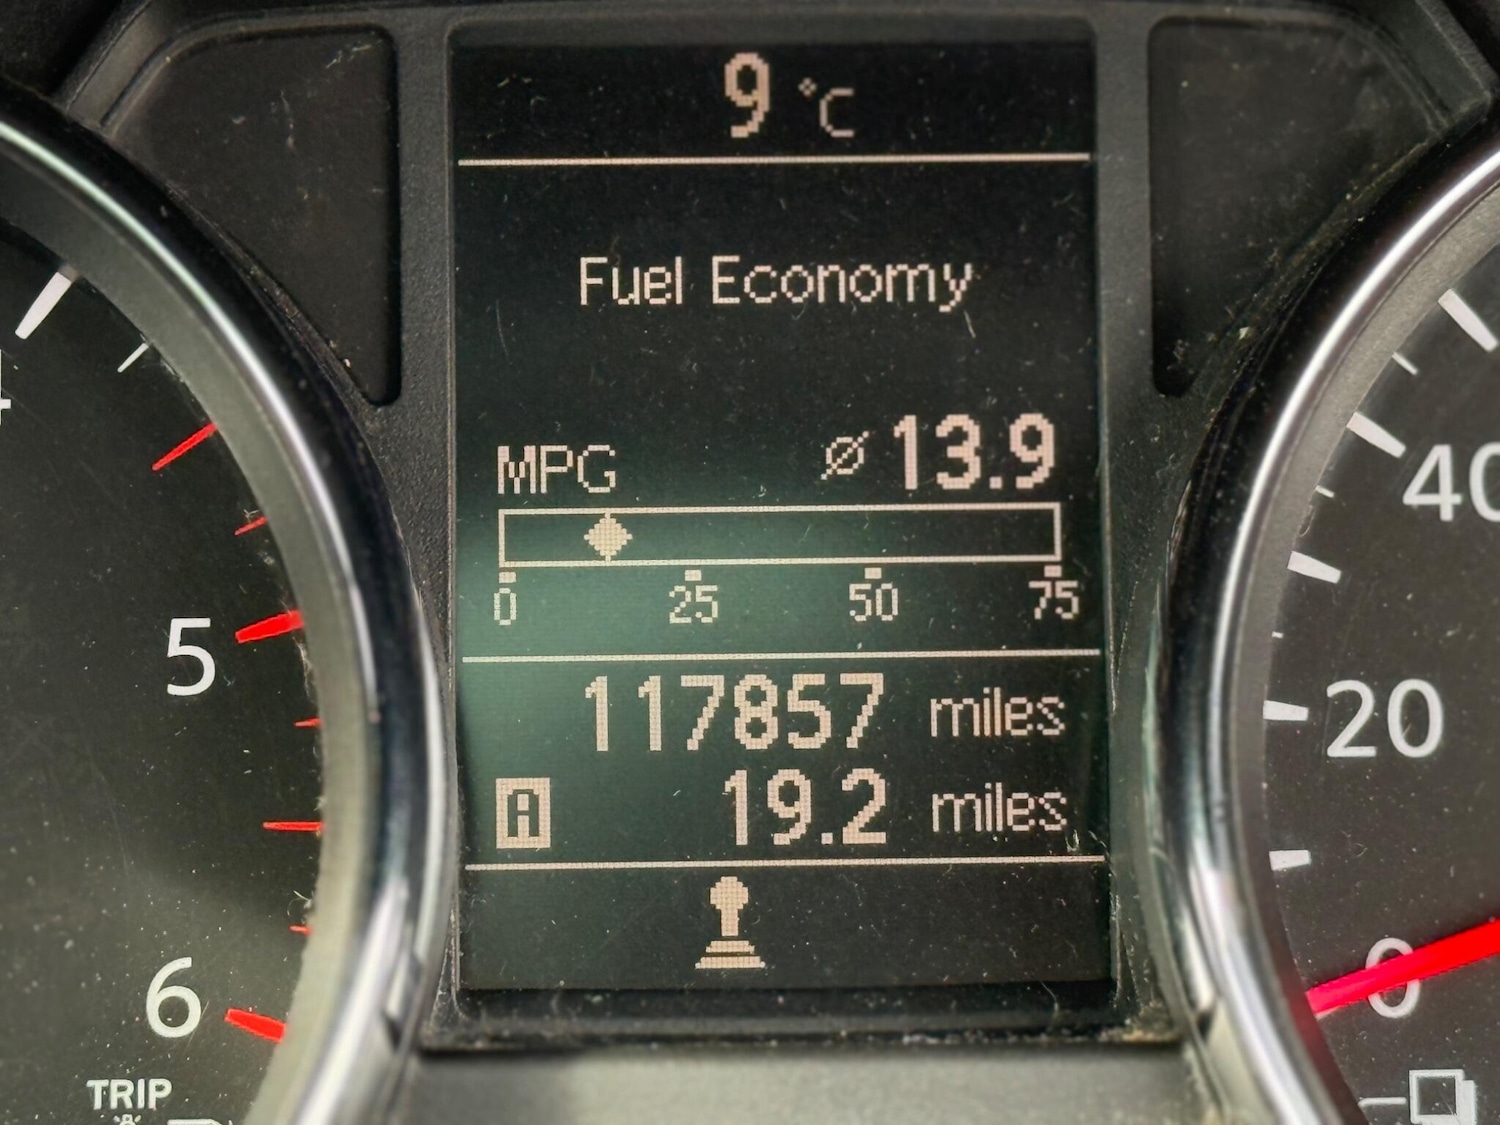 9 °C
Fuel Economy
MPG ø 13.9
0 25 50 75
117857 miles
A 19.2 miles
5
6
TRIP
40
20
0